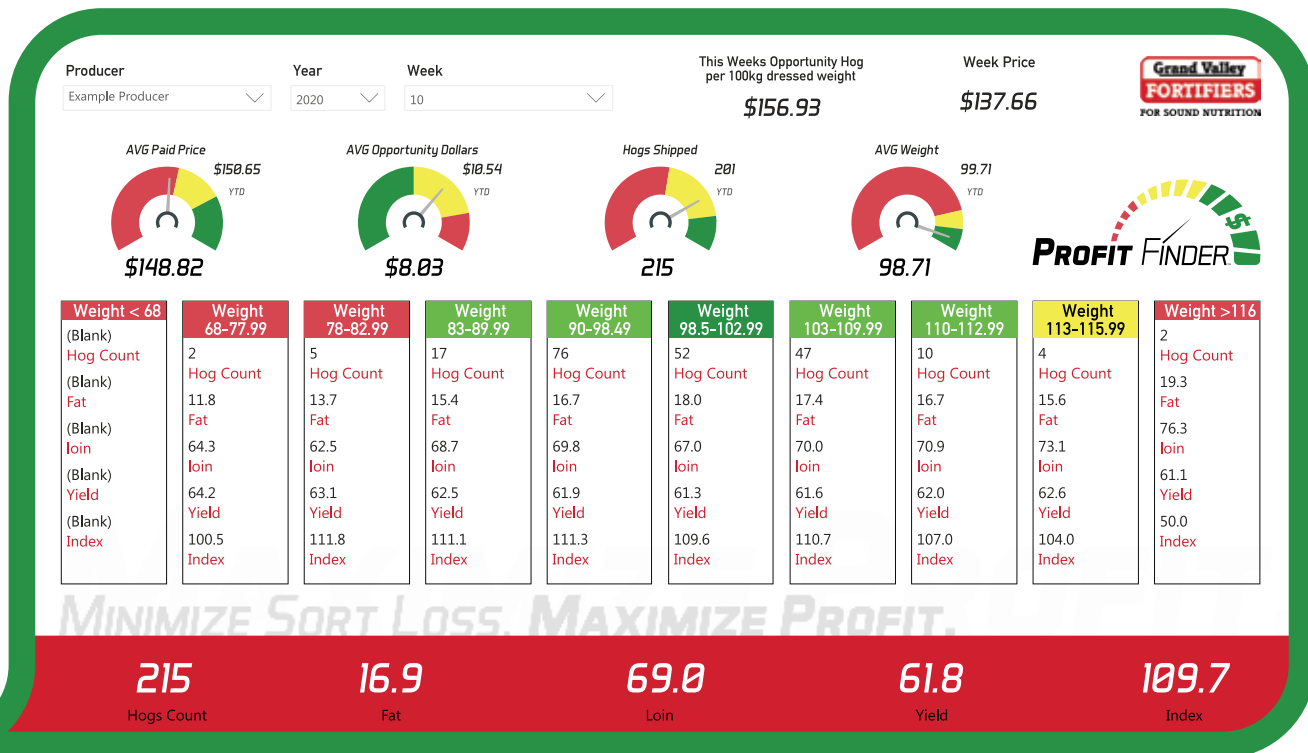 Producer
Year
Week
This Weeks Opportunity Hog
per 100kg dressed weight
Week Price
Example Producer
2020
10
$156.93
$137.66
Grand Valley
FORTIFIERS
FOR SOUND NUTRITION
AVG Paid Price
$150.65
YTD
$148.82
AVG Opportunity Dollars
$10.54
YTD
$8.03
Hogs Shipped
201
YTD
215
AVG Weight
99.71
YTD
98.71
$
PROFIT FINDER
Weight < 68
(Blank)
Hog Count
(Blank)
Fat
(Blank)
loin
(Blank)
Yield
(Blank)
Index
Weight
68-77.99
2
Hog Count
11.8
Fat
64.3
loin
64.2
Yield
100.5
Index
Weight
78-82.99
5
Hog Count
13.7
Fat
62.5
loin
63.1
Yield
111.8
Index
Weight
83-89.99
17
Hog Count
15.4
Fat
68.7
loin
62.5
Yield
111.1
Index
Weight
90-98.49
76
Hog Count
16.7
Fat
69.8
loin
61.9
Yield
111.3
Index
Weight
98.5-102.99
52
Hog Count
18.0
Fat
67.0
loin
61.3
Yield
109.6
Index
Weight
103-109.99
47
Hog Count
17.4
Fat
70.0
loin
61.6
Yield
110.7
Index
Weight
110-112.99
10
Hog Count
16.7
Fat
70.9
loin
62.0
Yield
107.0
Index
Weight
113-115.99
4
Hog Count
15.6
Fat
73.1
loin
62.6
Yield
104.0
Index
Weight >116
2
Hog Count
19.3
Fat
76.3
loin
61.1
Yield
50.0
Index
MINIMIZE SORT LOSS. MAXIMIZE PROFIT.
215
Hogs Count
16.9
Fat
69.0
Loin
61.8
Yield
109.7
Index